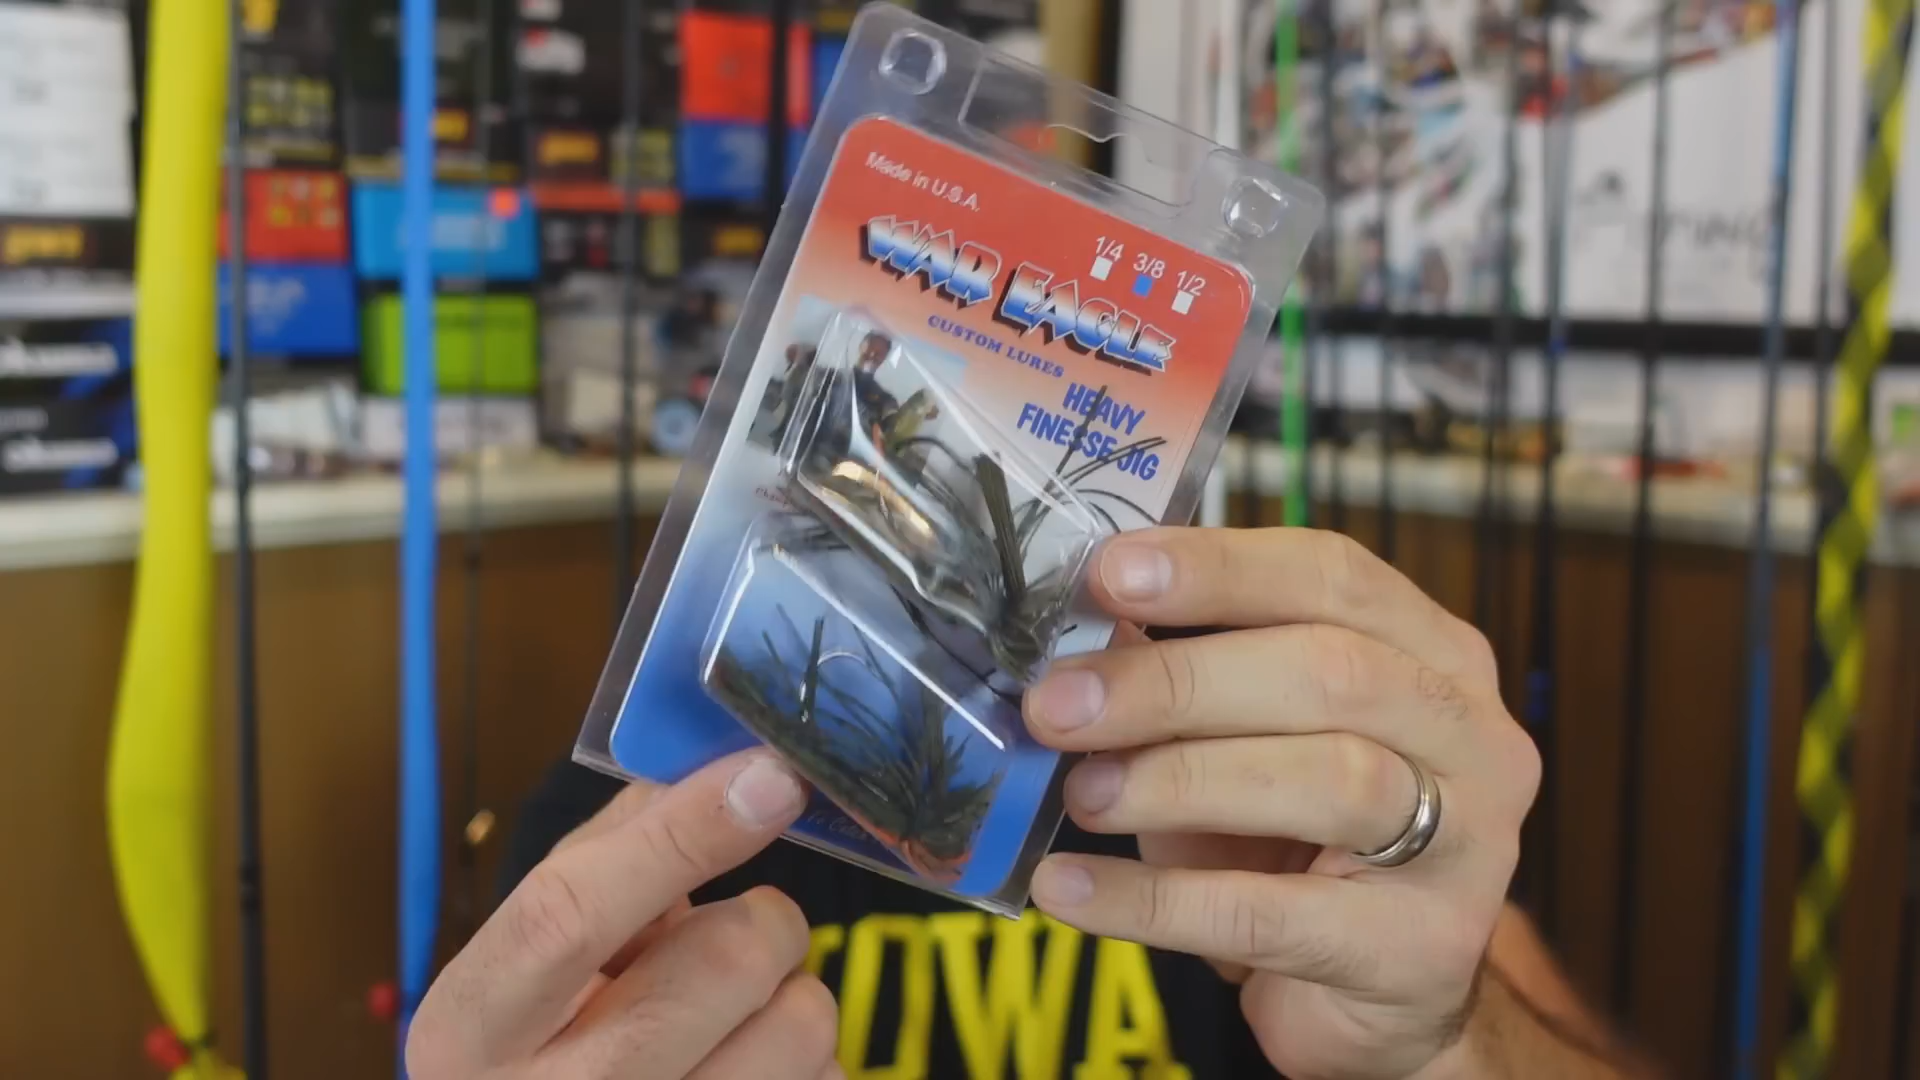 Made in U.S.A.
WAR EAGLE
1/4 3/8 1/2
CUSTOM LURES
HEAVY
FINESSE JIG
IOWA